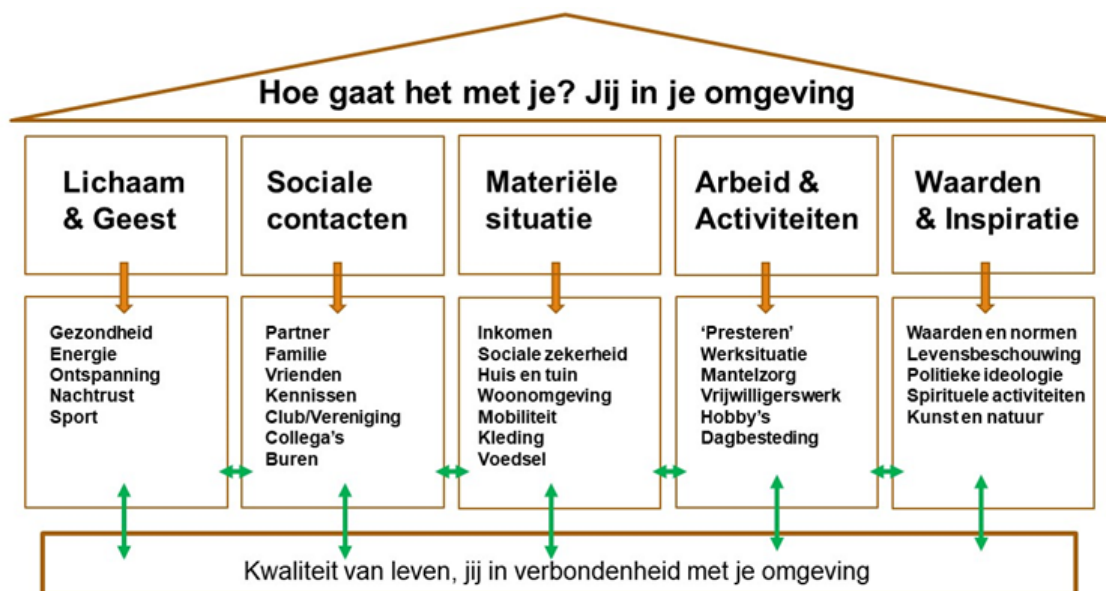 Hoe gaat het met je? Jij in je omgeving
Lichaam
& Geest
Sociale
contacten
Materiële
situatie
Arbeid &
Activiteiten
Waarden
& Inspiratie
Gezondheid
Energie
Ontspanning
Nachtrust
Sport
Partner
Familie
Vrienden
Kennissen
Club/Vereniging
Collega's
Buren
Inkomen
Sociale zekerheid
Huis en tuin
Woonomgeving
Mobiliteit
Kleding
Voedsel
‘Presteren’
Werksituatie
Mantelzorg
Vrijwilligerswerk
Hobby's
Dagbesteding
Waarden en normen
Levensbeschouwing
Politieke ideologie
Spirituele activiteiten
Kunst en natuur
Kwaliteit van leven, jij in verbondenheid met je omgeving